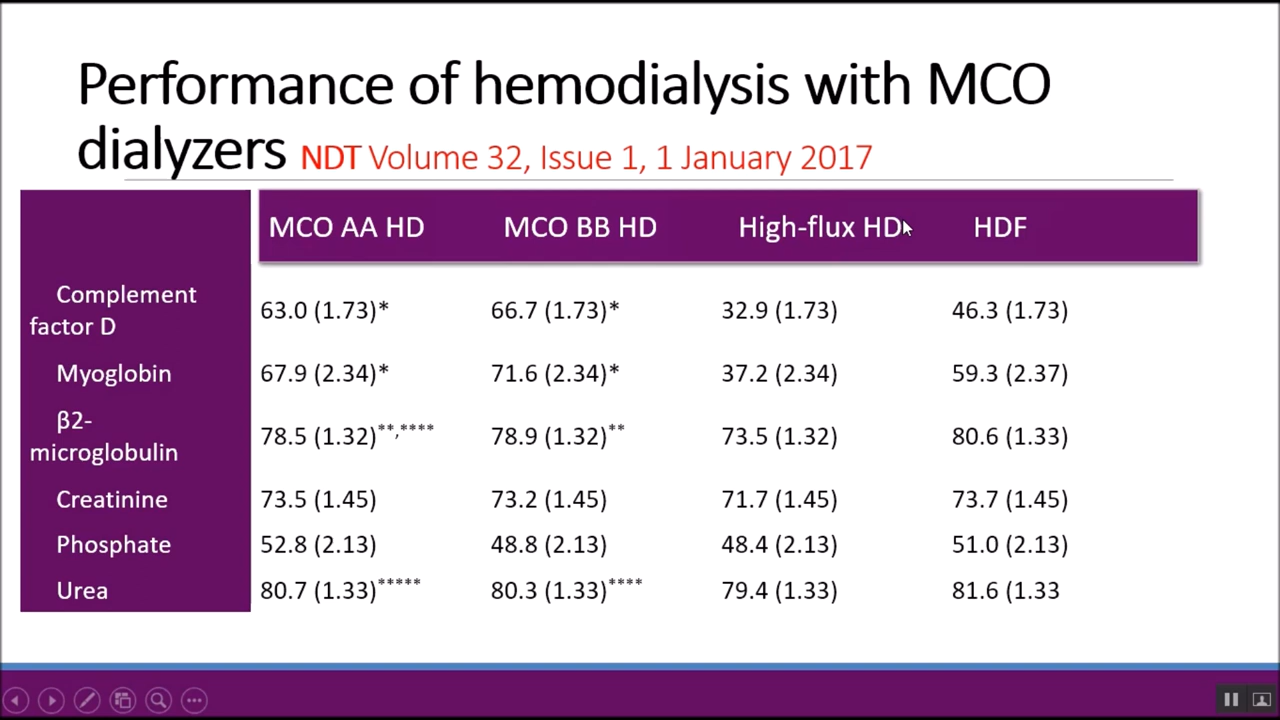 Performance of hemodialysis with MCO
dialyzers NDT Volume 32, Issue 1, 1 January 2017
MCO AA HD MCO BB HD High-flux HD HDF
Complement
factor D 63.0 (1.73)* 66.7 (1.73)* 32.9 (1.73) 46.3 (1.73)
Myoglobin 67.9 (2.34)* 71.6 (2.34)* 37.2 (2.34) 59.3 (2.37)
β2-
microglobulin 78.5 (1.32)**,**** 78.9 (1.32)** 73.5 (1.32) 80.6 (1.33)
Creatinine 73.5 (1.45) 73.2 (1.45) 71.7 (1.45) 73.7 (1.45)
Phosphate 52.8 (2.13) 48.8 (2.13) 48.4 (2.13) 51.0 (2.13)
Urea 80.7 (1.33)***** 80.3 (1.33)**** 79.4 (1.33) 81.6 (1.33